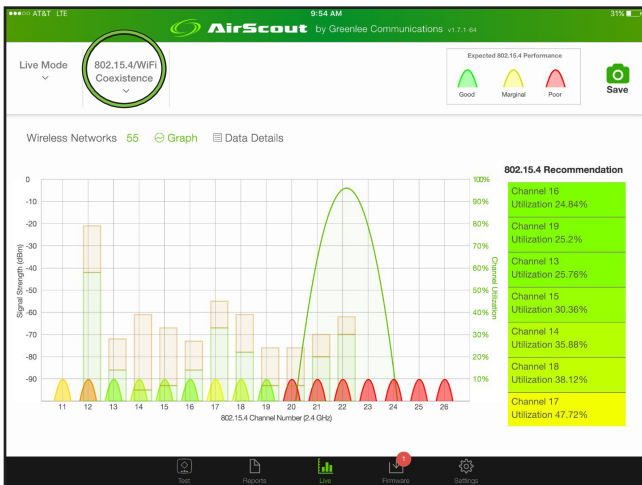 AT&T LTE
9:54 AM
31%
AirScout by Greenlee Communications v1.7.1-64
Live Mode
802.15.4/WiFi
Coexistence
Expected 802.15.4 Performance
Good Marginal Poor
Save
Wireless Networks 55 Graph Data Details
802.15.4 Recommendation
Channel 16
Utilization 24.84%
Channel 19
Utilization 25.2%
Channel 13
Utilization 25.76%
Channel 15
Utilization 30.36%
Channel 14
Utilization 35.88%
Channel 18
Utilization 38.12%
Channel 17
Utilization 47.72%
Signal Strength (dBm)
0
-10
-20
-30
-40
-50
-60
-70
-80
-90
100%
90%
80%
70%
60%
50%
40%
30%
20%
10%
Channel Utilization
11 12 13 14 15 16 17 18 19 20 21 22 23 24 25 26
802.15.4 Channel Number (2.4 GHz)
1
Test Reports Live Firmware Settings